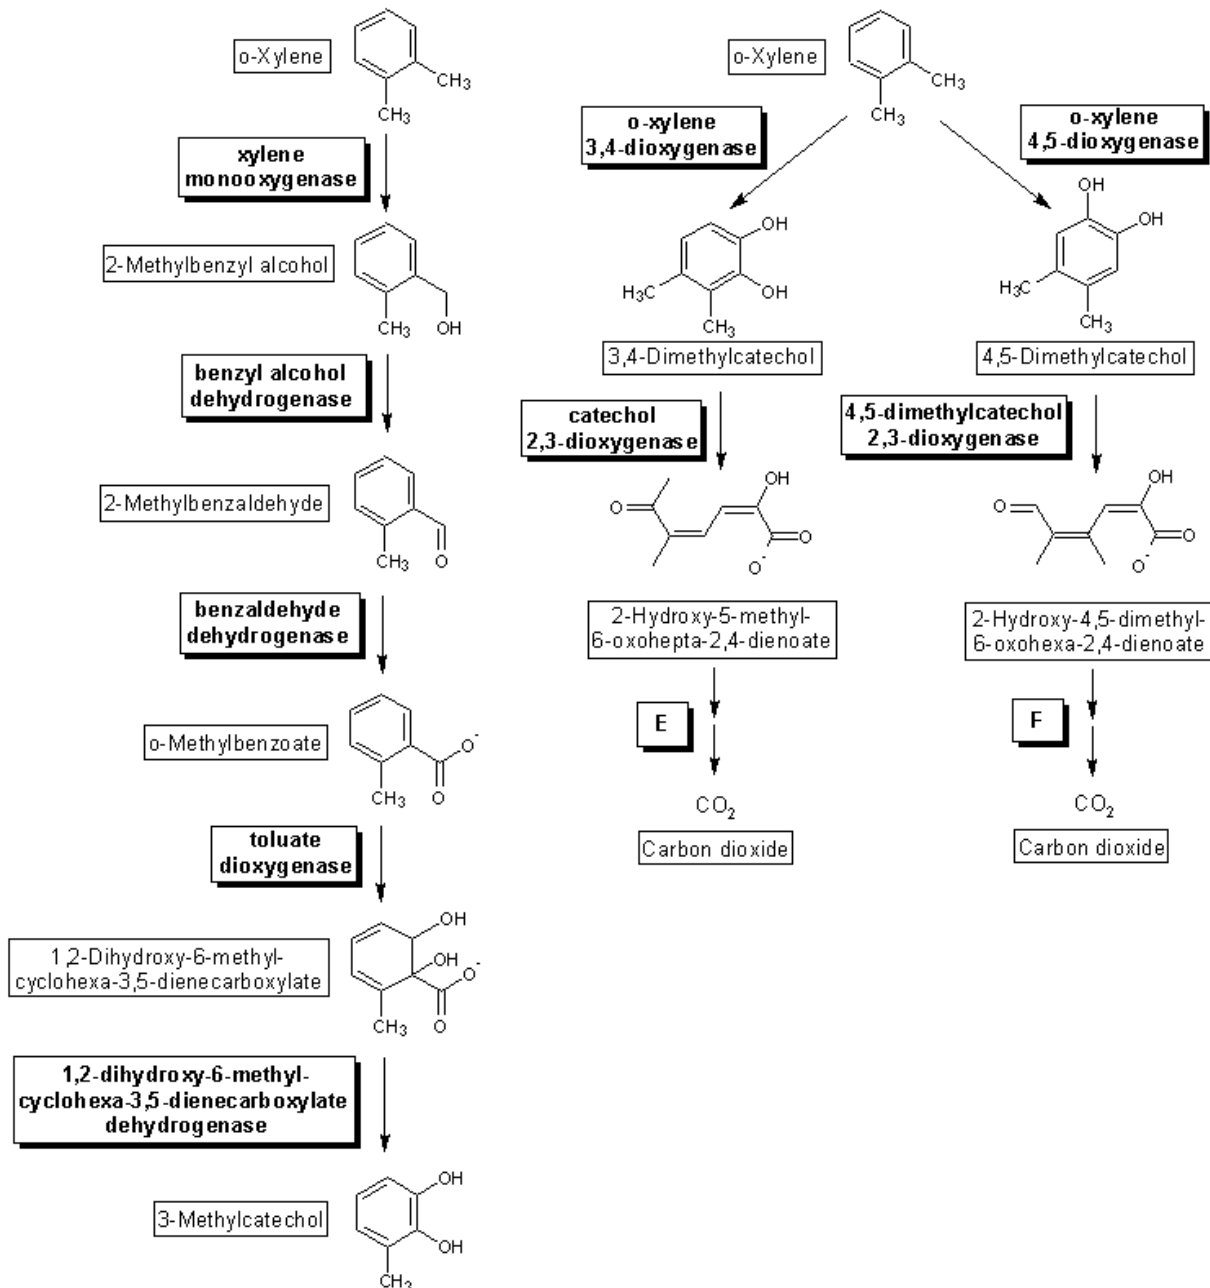 o-Xylene
CH3
CH3
xylene
monooxygenase
2-Methylbenzyl alcohol
CH3
OH
benzyl alcohol
dehydrogenase
2-Methylbenzaldehyde
CH3
O
benzaldehyde
dehydrogenase
o-Methylbenzoate
O-
CH3
O
toluate
dioxygenase
OH
1,2-Dihydroxy-6-methyl-
cyclohexa-3,5-dienecarboxylate
OH
O-
CH3
O
1,2-dihydroxy-6-methyl-
cyclohexa-3,5-dienecarboxylate
dehydrogenase
OH
3-Methylcatechol
OH
CH3
o-Xylene
CH3
CH3
o-xylene
3,4-dioxygenase
OH
H3C
OH
CH3
3,4-Dimethylcatechol
catechol
2,3-dioxygenase
OH
O
O
O-
2-Hydroxy-5-methyl-
6-oxohepta-2,4-dienoate
E
CO2
Carbon dioxide
o-xylene
4,5-dioxygenase
OH
OH
H3C
CH3
4,5-Dimethylcatechol
4,5-dimethylcatechol
2,3-dioxygenase
OH
O
O
O-
2-Hydroxy-4,5-dimethyl-
6-oxohexa-2,4-dienoate
F
CO2
Carbon dioxide